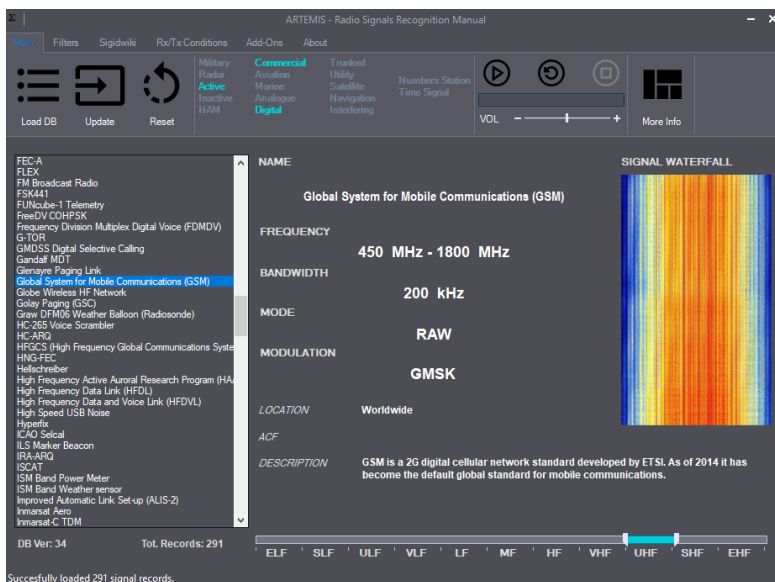 Σ
ARTEMIS - Radio Signals Recognition Manual
Main Filters Sigidwiki Rx/Tx Conditions Add-Ons About
Load DB
Update
Reset
Military
Radar
Active
Inactive
HAM
Commercial
Aviation
Marine
Analogue
Digital
Trunked
Utility
Satellite
Navigation
Interfering
Numbers Station
Time Signal
VOL - +
More Info
FEC-A
FLEX
FM Broadcast Radio
FSK441
FUNcube-1 Telemetry
FreeDV COHPSK
Frequency Division Multiplex Digital Voice (FDMDV)
G-TOR
GMDSS Digital Selective Calling
Gandalf MDT
Glenayre Paging Link
Global System for Mobile Communications (GSM)
Globe Wireless HF Network
Golay Paging (GSC)
Graw DFM06 Weather Balloon (Radiosonde)
HC-265 Voice Scrambler
HC-ARQ
HFGCS (High Frequency Global Communications Syste
HNG-FEC
Hellschreiber
High Frequency Active Auroral Research Program (HA
High Frequency Data Link (HFDL)
High Frequency Data and Voice Link (HFDVL)
High Speed USB Noise
Hyperfix
ICAO Selcal
ILS Marker Beacon
IRA-ARQ
ISCAT
ISM Band Power Meter
ISM Band Weather sensor
Improved Automatic Link Set-up (ALIS-2)
Inmarsat Aero
Inmarsat-C TDM
DB Ver: 34 Tot. Records: 291
Succesfully loaded 291 signal records.
NAME
Global System for Mobile Communications (GSM)
FREQUENCY
450 MHz - 1800 MHz
BANDWIDTH
200 kHz
MODE
RAW
MODULATION
GMSK
LOCATION Worldwide
ACF
DESCRIPTION GSM is a 2G digital cellular network standard developed by ETSI. As of 2014 it has
become the default global standard for mobile communications.
SIGNAL WATERFALL
ELF ' SLF ' ULF ' VLF ' LF ' MF ' HF ' VHF ' UHF ' SHF ' EHF '